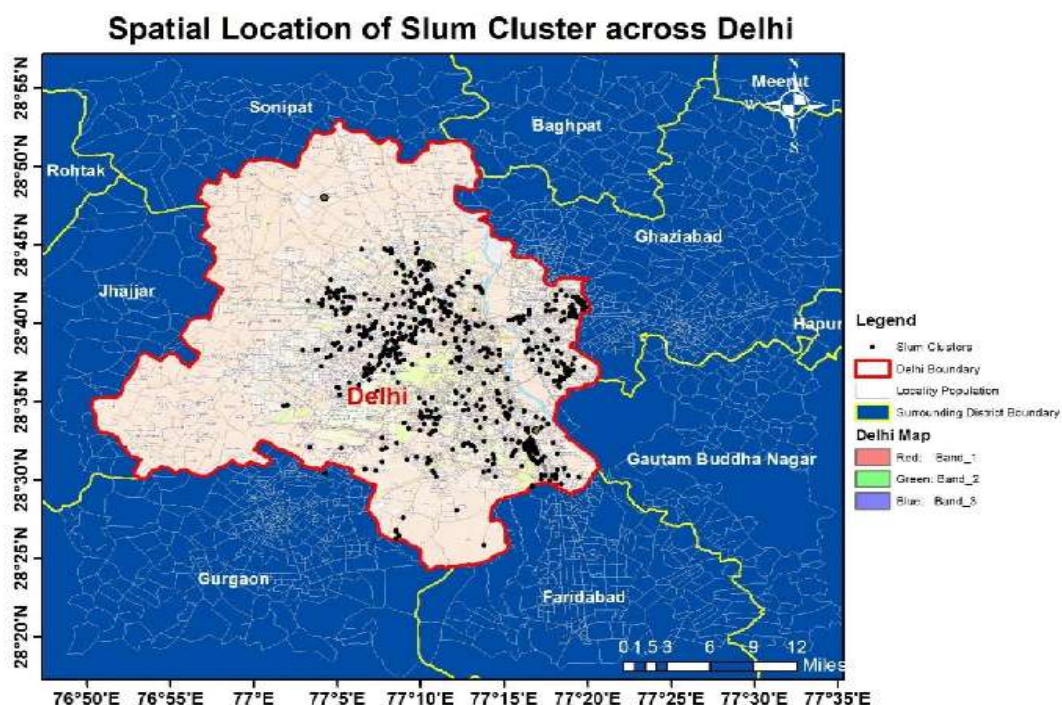 Spatial Location of Slum Cluster across Delhi
28°55'N
28°50'N
28°45'N
28°40'N
28°35'N
28°30'N
28°25'N
28°20'N
Meerut
N
W E
S
Sonipat
Baghpat
Rohtak
Ghaziabad
Jhajjar
Hapur
Delhi
Gautam Buddha Nagar
Gurgaon
Faridabad
0 1,5 3 6 9 12
Miles
76°50'E 76°55'E 77°0'E 77°5'E 77°10'E 77°15'E 77°20'E 77°25'E 77°30'E 77°35'E
Legend
Slum Clusters
Delhi Boundary
Locality Population
Surrounding District Boundary
Delhi Map
Red: Band_1
Green: Band_2
Blue: Band_3